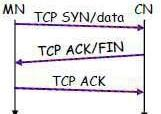 MN CN
TCP SYN/data
TCP ACK/FIN
TCP ACK